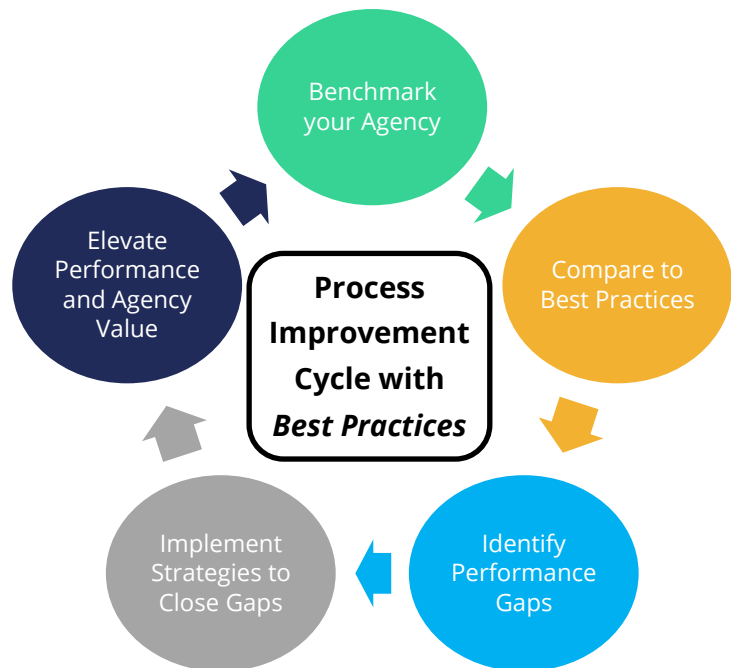 Benchmark
your Agency
Compare to
Best Practices
Identify
Performance
Gaps
Implement
Strategies to
Close Gaps
Elevate
Performance
and Agency
Value
Process
Improvement
Cycle with
Best Practices